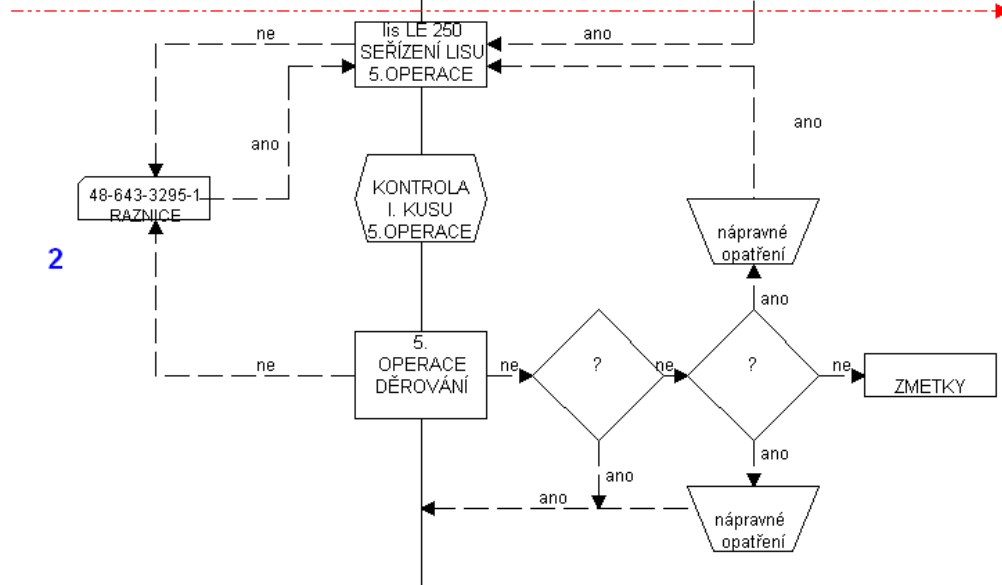 lis LE 250
SEŘÍZENÍ LISU
5.OPERACE
ne
ano
ano
ano
48-643-3295-1
RAZNICE
KONTROLA
I. KUSU
5.OPERACE
nápravné
opatření
2
ano
5.
OPERACE
DĚROVÁNÍ
ne
ne
?
ne
?
ne
ZMETKY
ano
ano
ano
nápravné
opatření